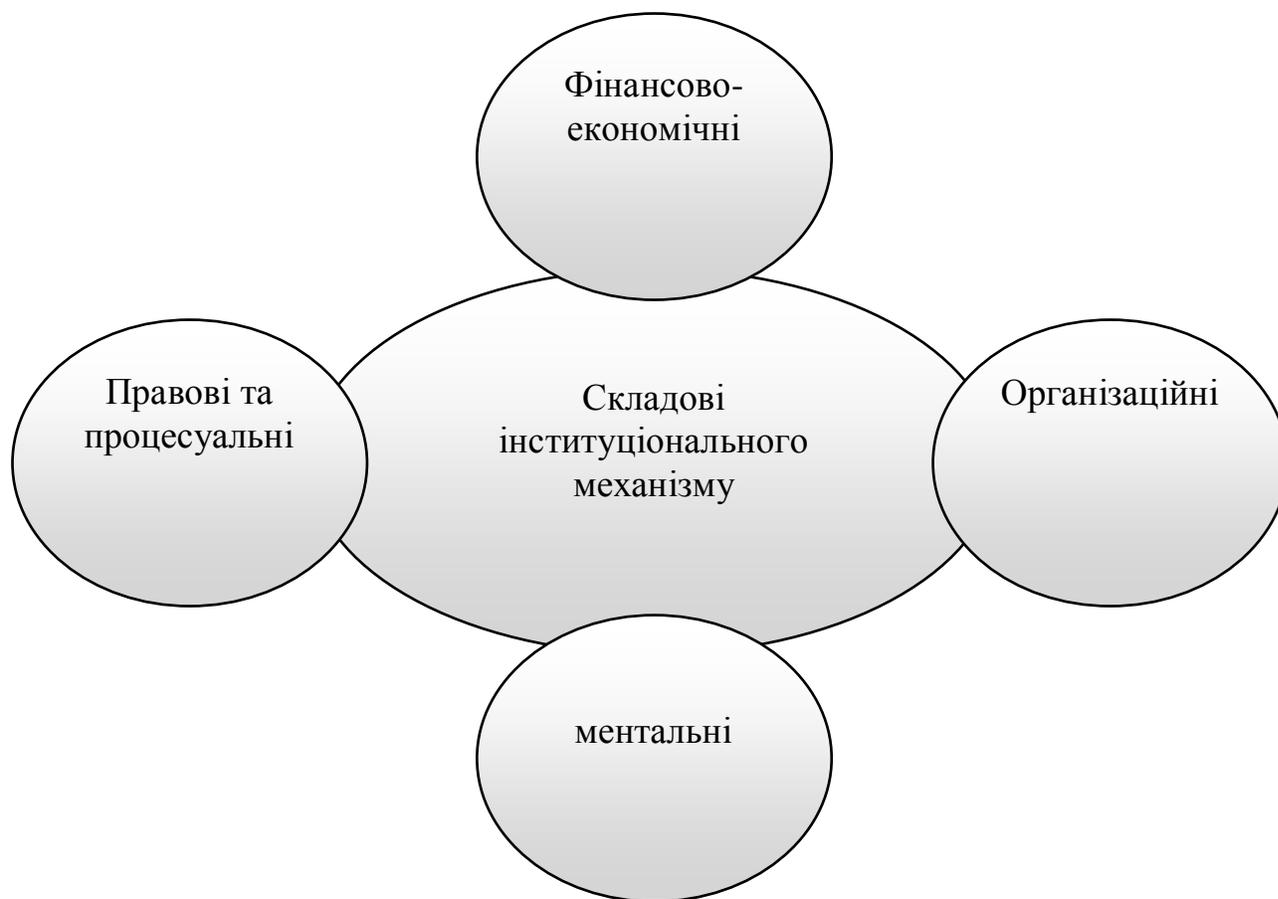 Фінансово-
економічні
Правові та
процесуальні
Складові
інституціонального
механізму
Організаційні
ментальні